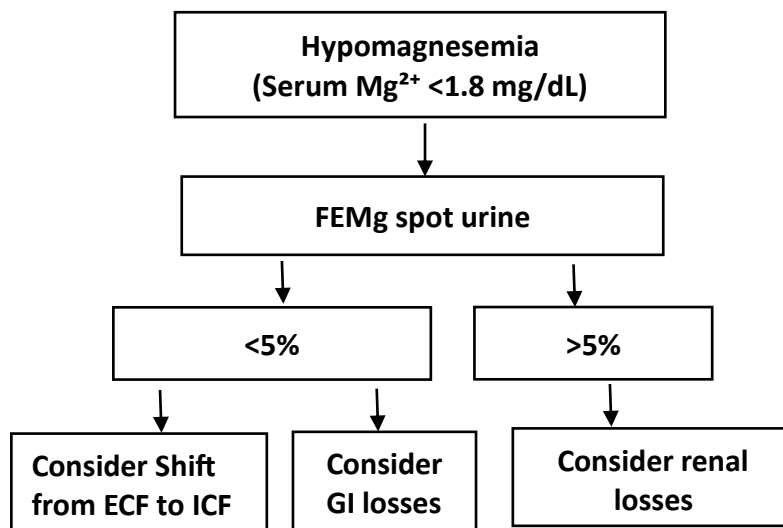 Hypomagnesemia
(Serum Mg²⁺ <1.8 mg/dL)
FEMg spot urine
<5%
>5%
Consider Shift
from ECF to ICF
Consider
GI losses
Consider renal
losses